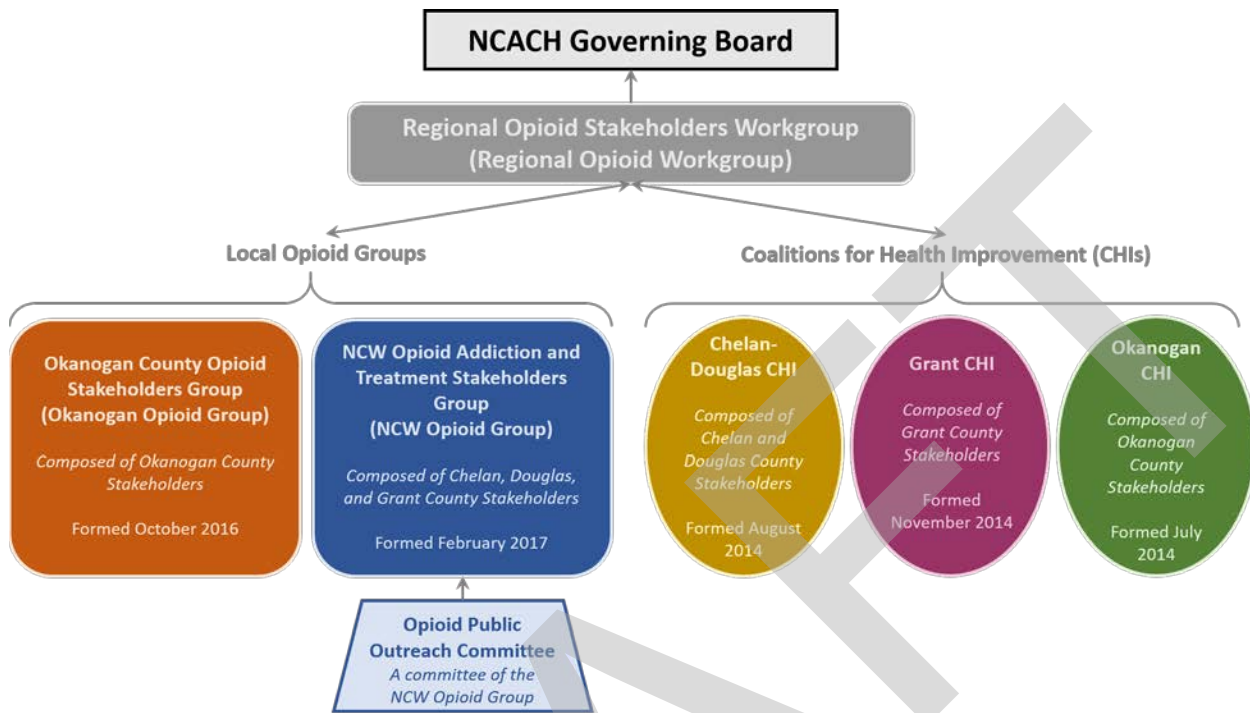 NCACH Governing Board
Regional Opioid Stakeholders Workgroup
(Regional Opioid Workgroup)
Local Opioid Groups
Coalitions for Health Improvement (CHIs)
Okanogan County Opioid
Stakeholders Group
(Okanogan Opioid Group)
Composed of Okanogan County
Stakeholders
Formed October 2016
NCW Opioid Addiction and
Treatment Stakeholders
Group
(NCW Opioid Group)
Composed of Chelan, Douglas,
and Grant County Stakeholders
Formed February 2017
Chelan-
Douglas CHI
Composed of
Chelan and
Douglas County
Stakeholders
Formed August
2014
Grant CHI
Composed of
Grant County
Stakeholders
Formed
November 2014
Okanogan
CHI
Composed of
Okanogan
County
Stakeholders
Formed July
2014
Opioid Public
Outreach Committee
A committee of the
NCW Opioid Group